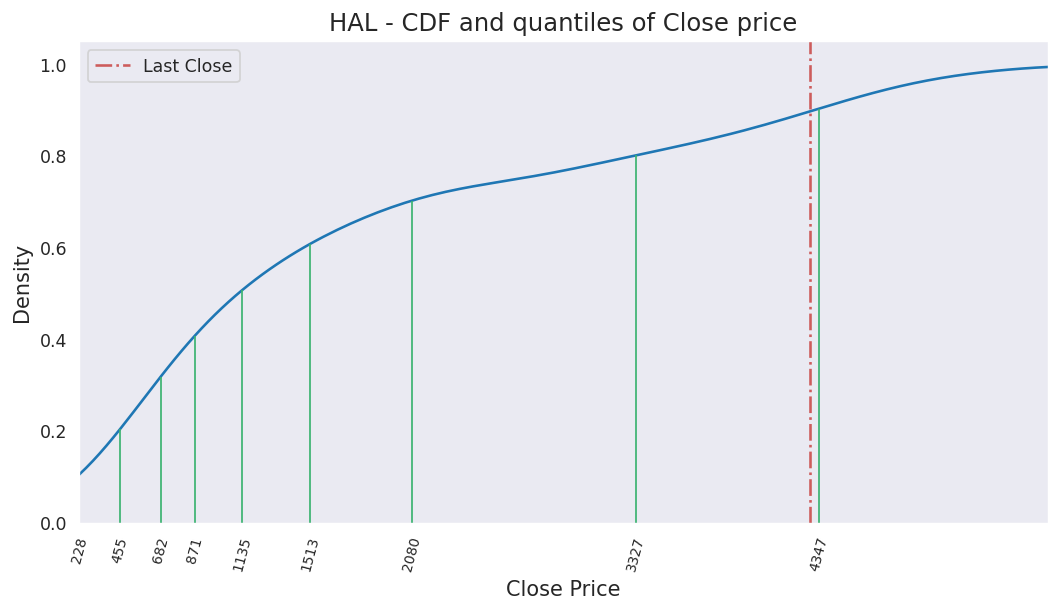 HAL - CDF and quantiles of Close price
Last Close
Density
1.0
0.8
0.6
0.4
0.2
0.0
228 455 682 871 1135 1513 2080 3327 4347
Close Price